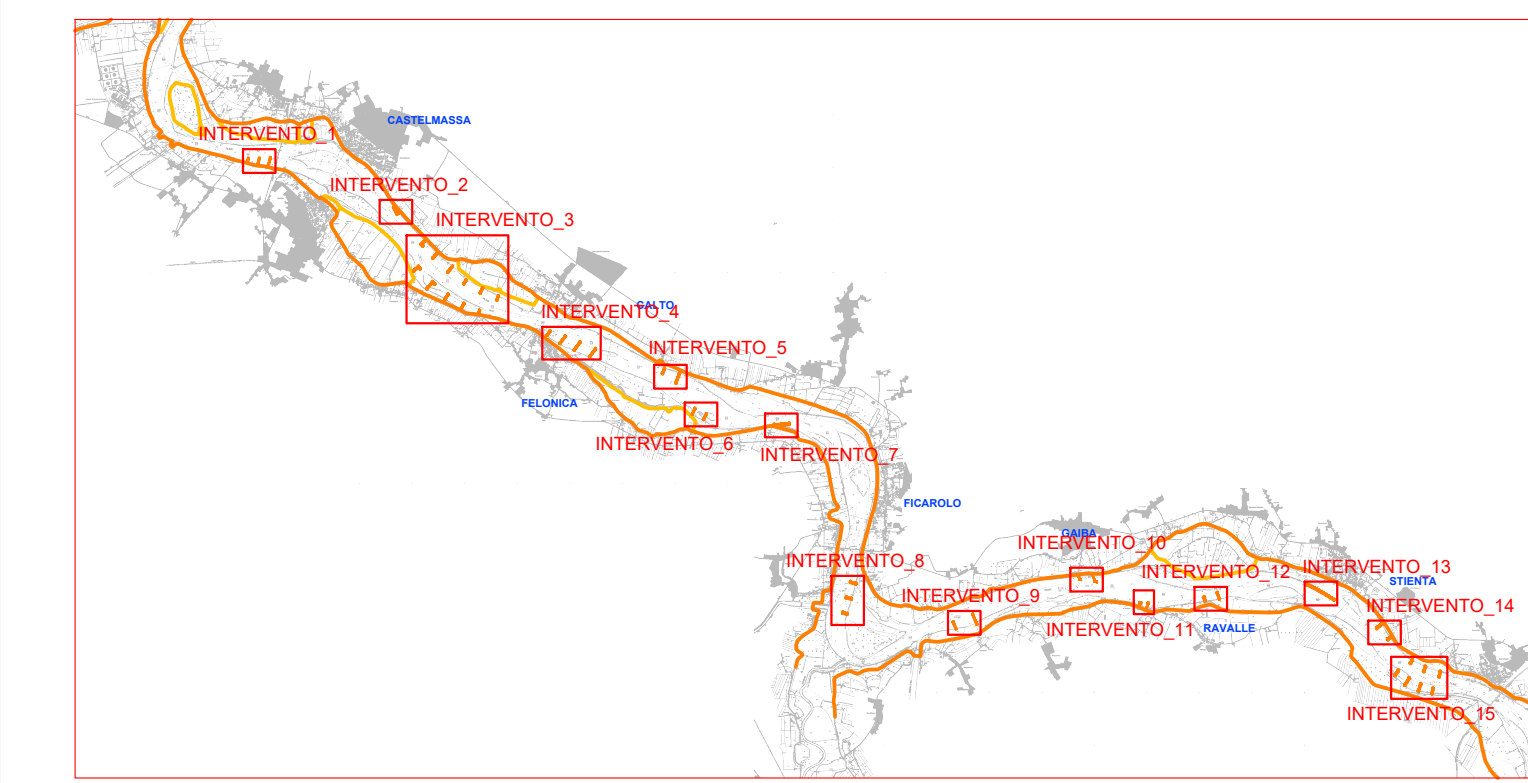 CASTELMASSA
INTERVENTO_1
INTERVENTO_2
INTERVENTO_3
CALTO
INTERVENTO_4
INTERVENTO_5
FELONICA
INTERVENTO_6
INTERVENTO_7
FICAROLO
GAIBA
INTERVENTO_10
INTERVENTO_8
INTERVENTO_12
INTERVENTO_13
STIENTA
INTERVENTO_9
INTERVENTO_14
INTERVENTO_11
RAVALLE
INTERVENTO_15